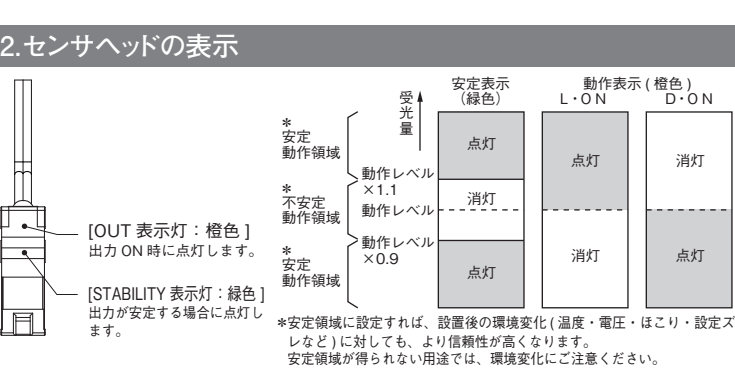 2.センサヘッドの表示
[OUT 表示灯：橙色 ]
出力 ON 時に点灯します。
[STABILITY 表示灯：緑色 ]
出力が安定する場合に点灯し
ます。
受光量
安定表示
（緑色）
動作表示 ( 橙色 )
L・O N
D・O N
＊
安定
動作領域
＊
不安定
動作領域
＊
安定
動作領域
動作レベル
×1.1
動作レベル
動作レベル
×0.9
点灯
消灯
点灯
点灯
消灯
消灯
点灯
＊安定領域に設定すれば、設置後の環境変化 ( 温度・電圧・ほこり・設定ズ
レなど ) に対しても、より信頼性が高くなります。
安定領域が得られない用途では、環境変化にご注意ください。